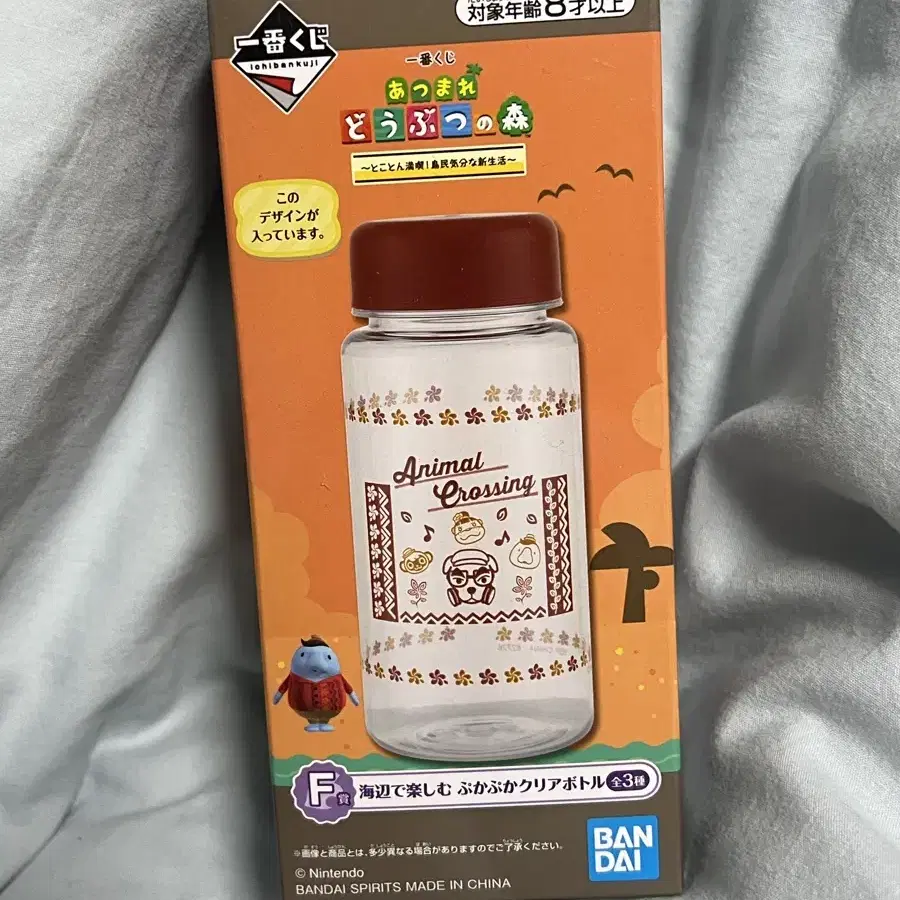 対象年齢8才以上
一番くじ
ichibankuji
一番くじ
あつまれ
どうぶつの森
～とことん満喫！島民気分な新生活～
この
デザインが
入っています。
Animal
Crossing
F賞 海辺で楽しむ ぷかぷかクリアボトル 全3種
※画像と商品とは、多少異なる場合がありますのでご了承ください。
© Nintendo
BANDAI SPIRITS MADE IN CHINA
BAN
DAI